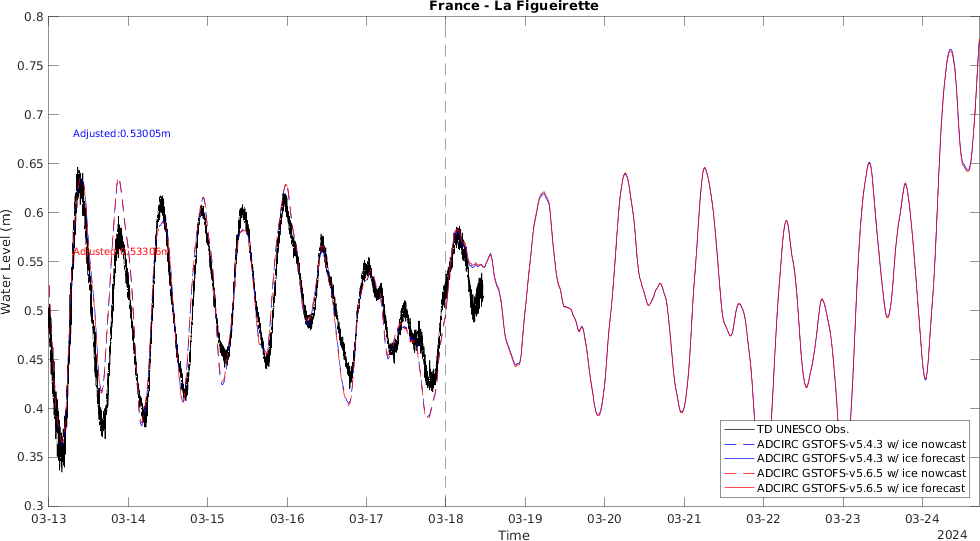 France - La Figueirette
0.8
0.75
0.7
0.65
0.6
0.55
0.5
0.45
0.4
0.35
0.3
Water Level (m)
Adjusted:0.53005m
Adjusted:0.53306m
TD UNESCO Obs.
ADCIRC GSTOFS-v5.4.3 w/ ice nowcast
ADCIRC GSTOFS-v5.4.3 w/ ice forecast
ADCIRC GSTOFS-v5.6.5 w/ ice nowcast
ADCIRC GSTOFS-v5.6.5 w/ ice forecast
03-13 03-14 03-15 03-16 03-17 03-18 03-19 03-20 03-21 03-22 03-23 03-24
Time
2024